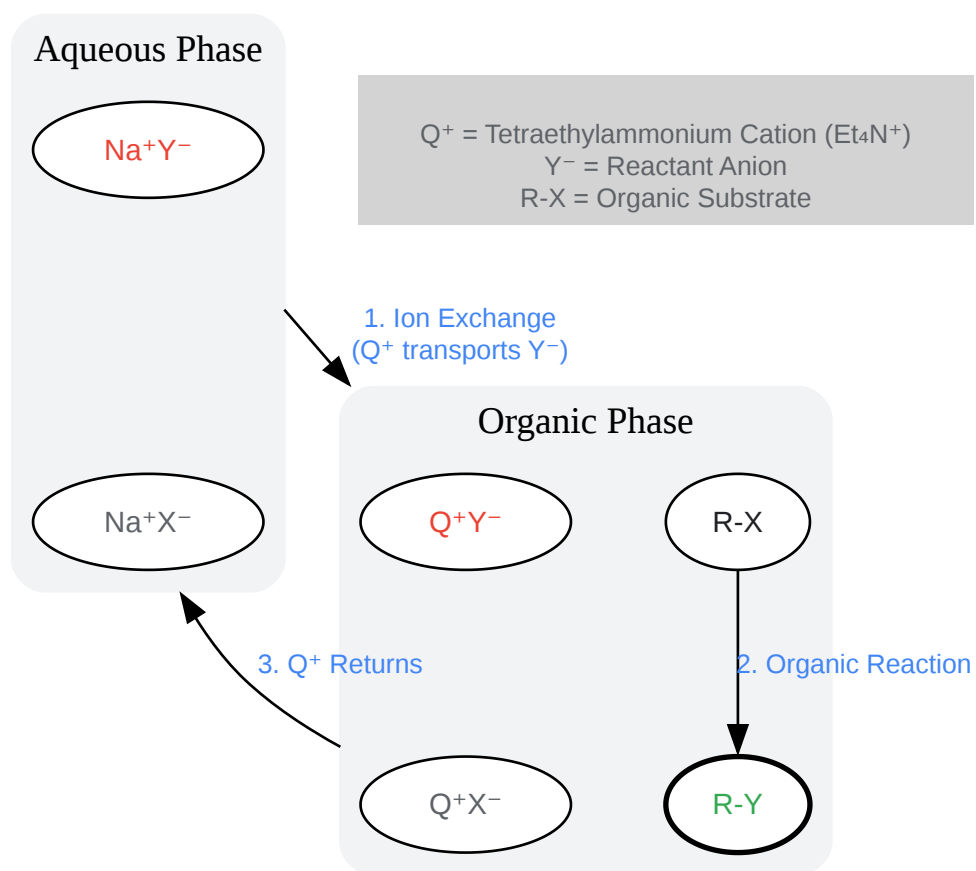 Aqueous Phase
Na⁺Y⁻
Q⁺ = Tetraethylammonium Cation (Et₄N⁺)
Y⁻ = Reactant Anion
R-X = Organic Substrate
1. Ion Exchange
(Q⁺ transports Y⁻)
Organic Phase
Na⁺X⁻
Q⁺Y⁻
R-X
3. Q⁺ Returns
2. Organic Reaction
Q⁺X⁻
R-Y